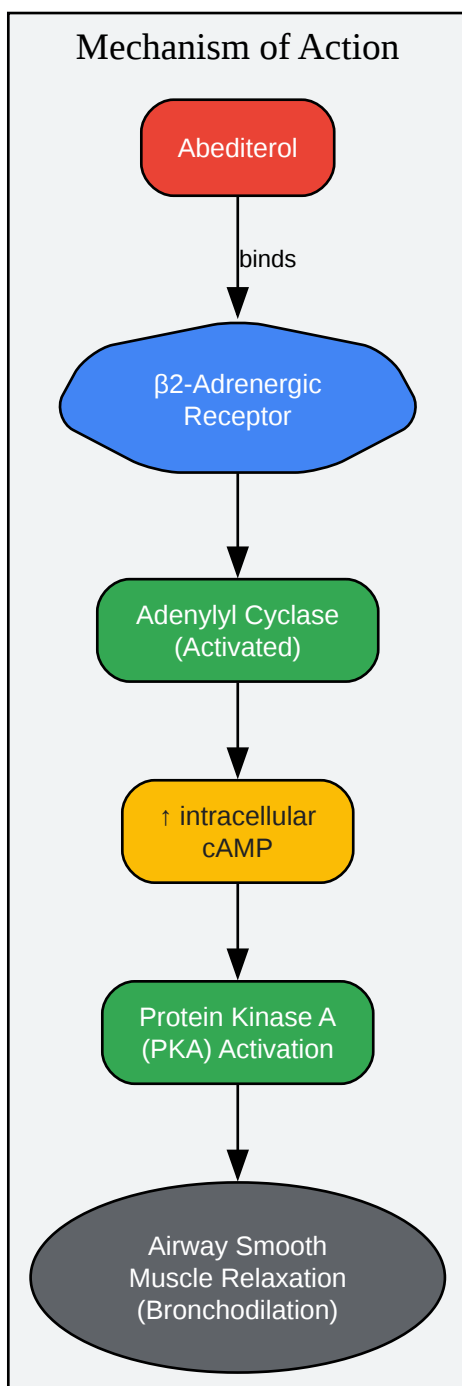 Mechanism of Action
Abediterol
binds
β2-Adrenergic
Receptor
Adenylyl Cyclase
(Activated)
↑ intracellular
cAMP
Protein Kinase A
(PKA) Activation
Airway Smooth
Muscle Relaxation
(Bronchodilation)